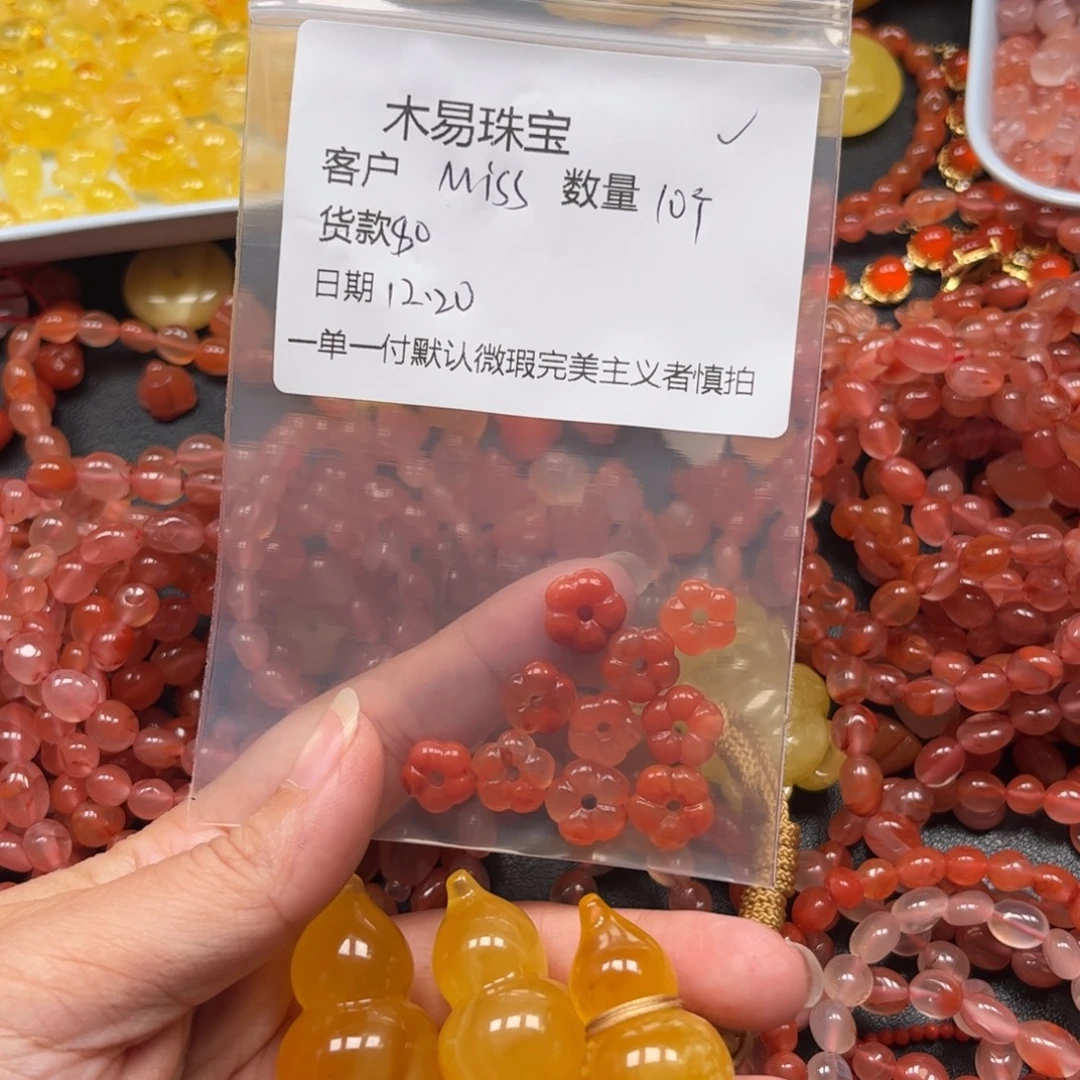 木易珠宝
客户 Miss 数量 10个
货款80
日期 12.20
一单一付默认微瑕完美主义者慎拍